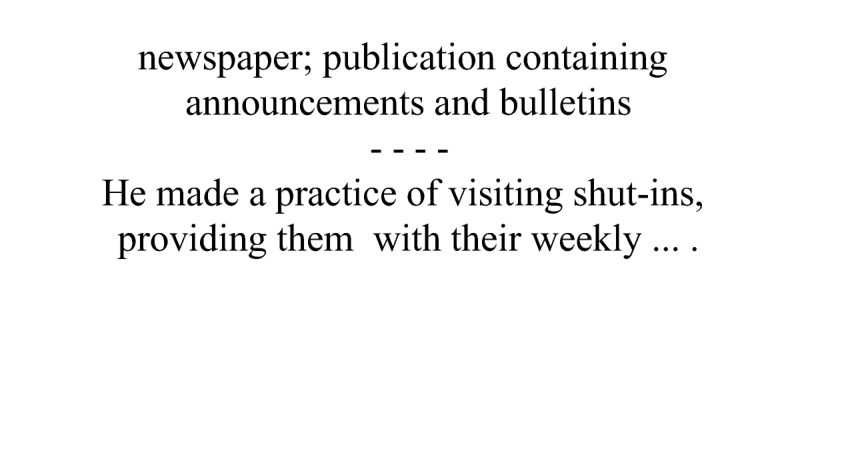 newspaper; publication containing
announcements and bulletins
- - - -
He made a practice of visiting shut-ins,
providing them  with their weekly ... .